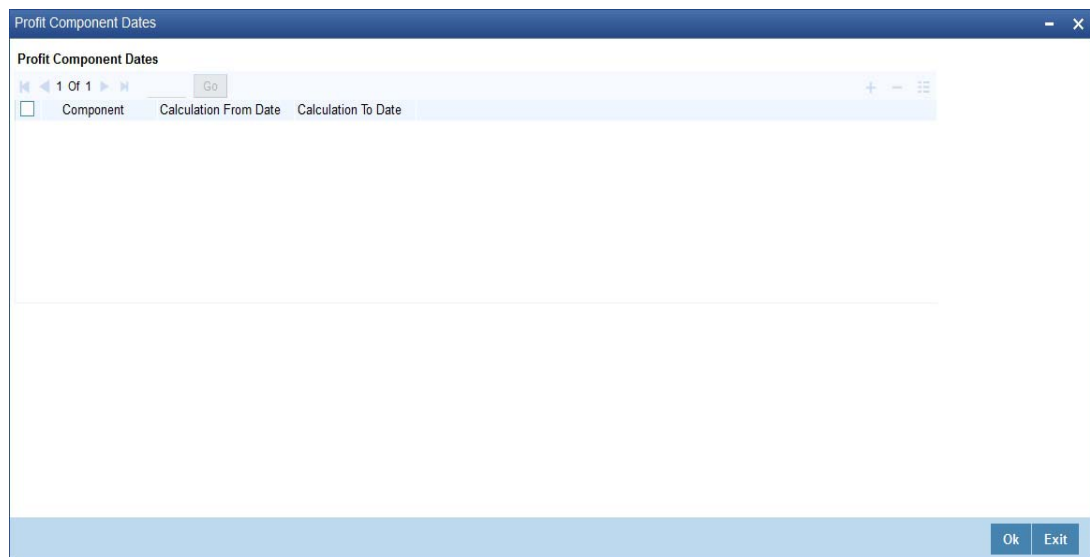 Profit Component Dates
Profit Component Dates
1 Of 1 Go
Component Calculation From Date Calculation To Date
Ok Exit